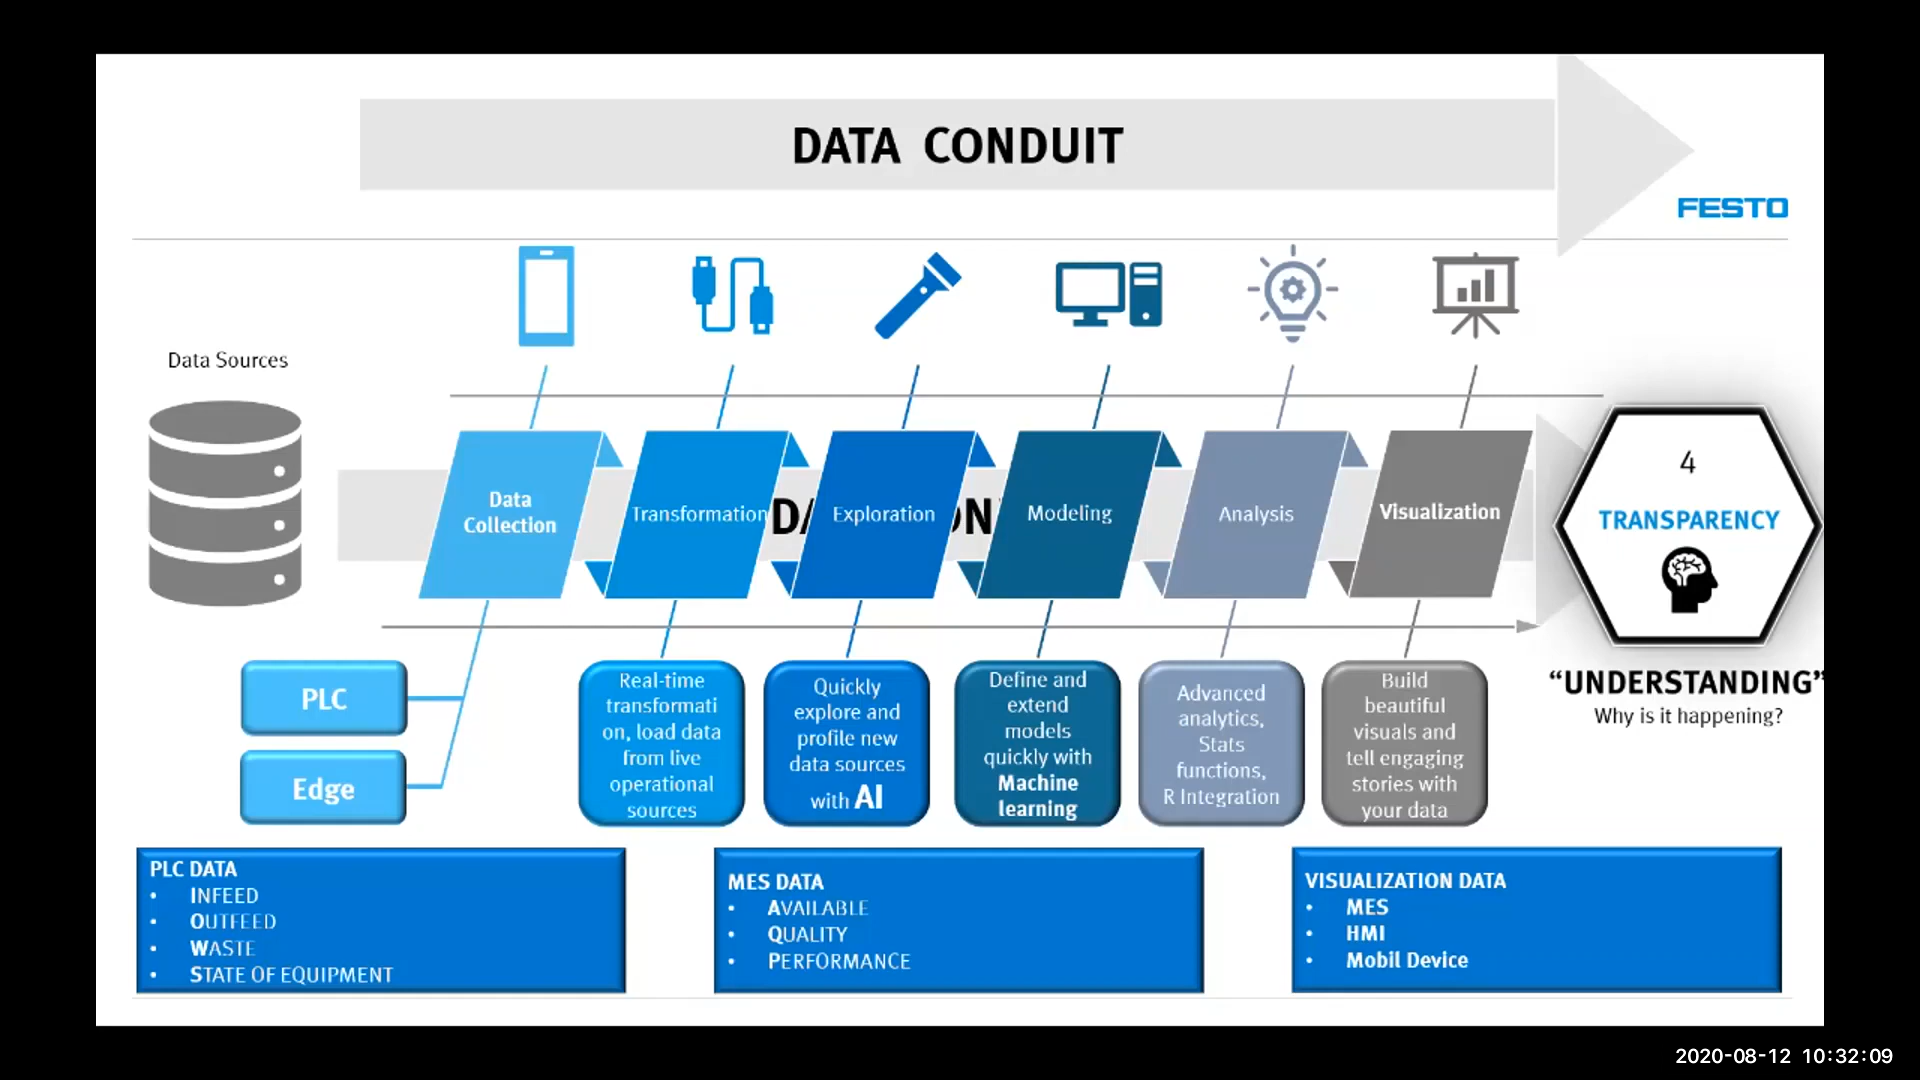 DATA CONDUIT
FESTO
Data Sources
Data
Collection
Transformation
DA
Exploration
ON
Modeling
Analysis
Visualization
4
TRANSPARENCY
“UNDERSTANDING”
Why is it happening?
PLC
Edge
Real-time
transformati
on, load data
from live
operational
sources
Quickly
explore and
profile new
data sources
with AI
Define and
extend
models
quickly with
Machine
learning
Advanced
analytics,
Stats
functions,
R Integration
Build
beautiful
visuals and
tell engaging
stories with
your data
PLC DATA
• INFEED
• OUTFEED
• WASTE
• STATE OF EQUIPMENT
MES DATA
• AVAILABLE
• QUALITY
• PERFORMANCE
VISUALIZATION DATA
• MES
• HMI
• Mobil Device
2020-08-12 10:32:09